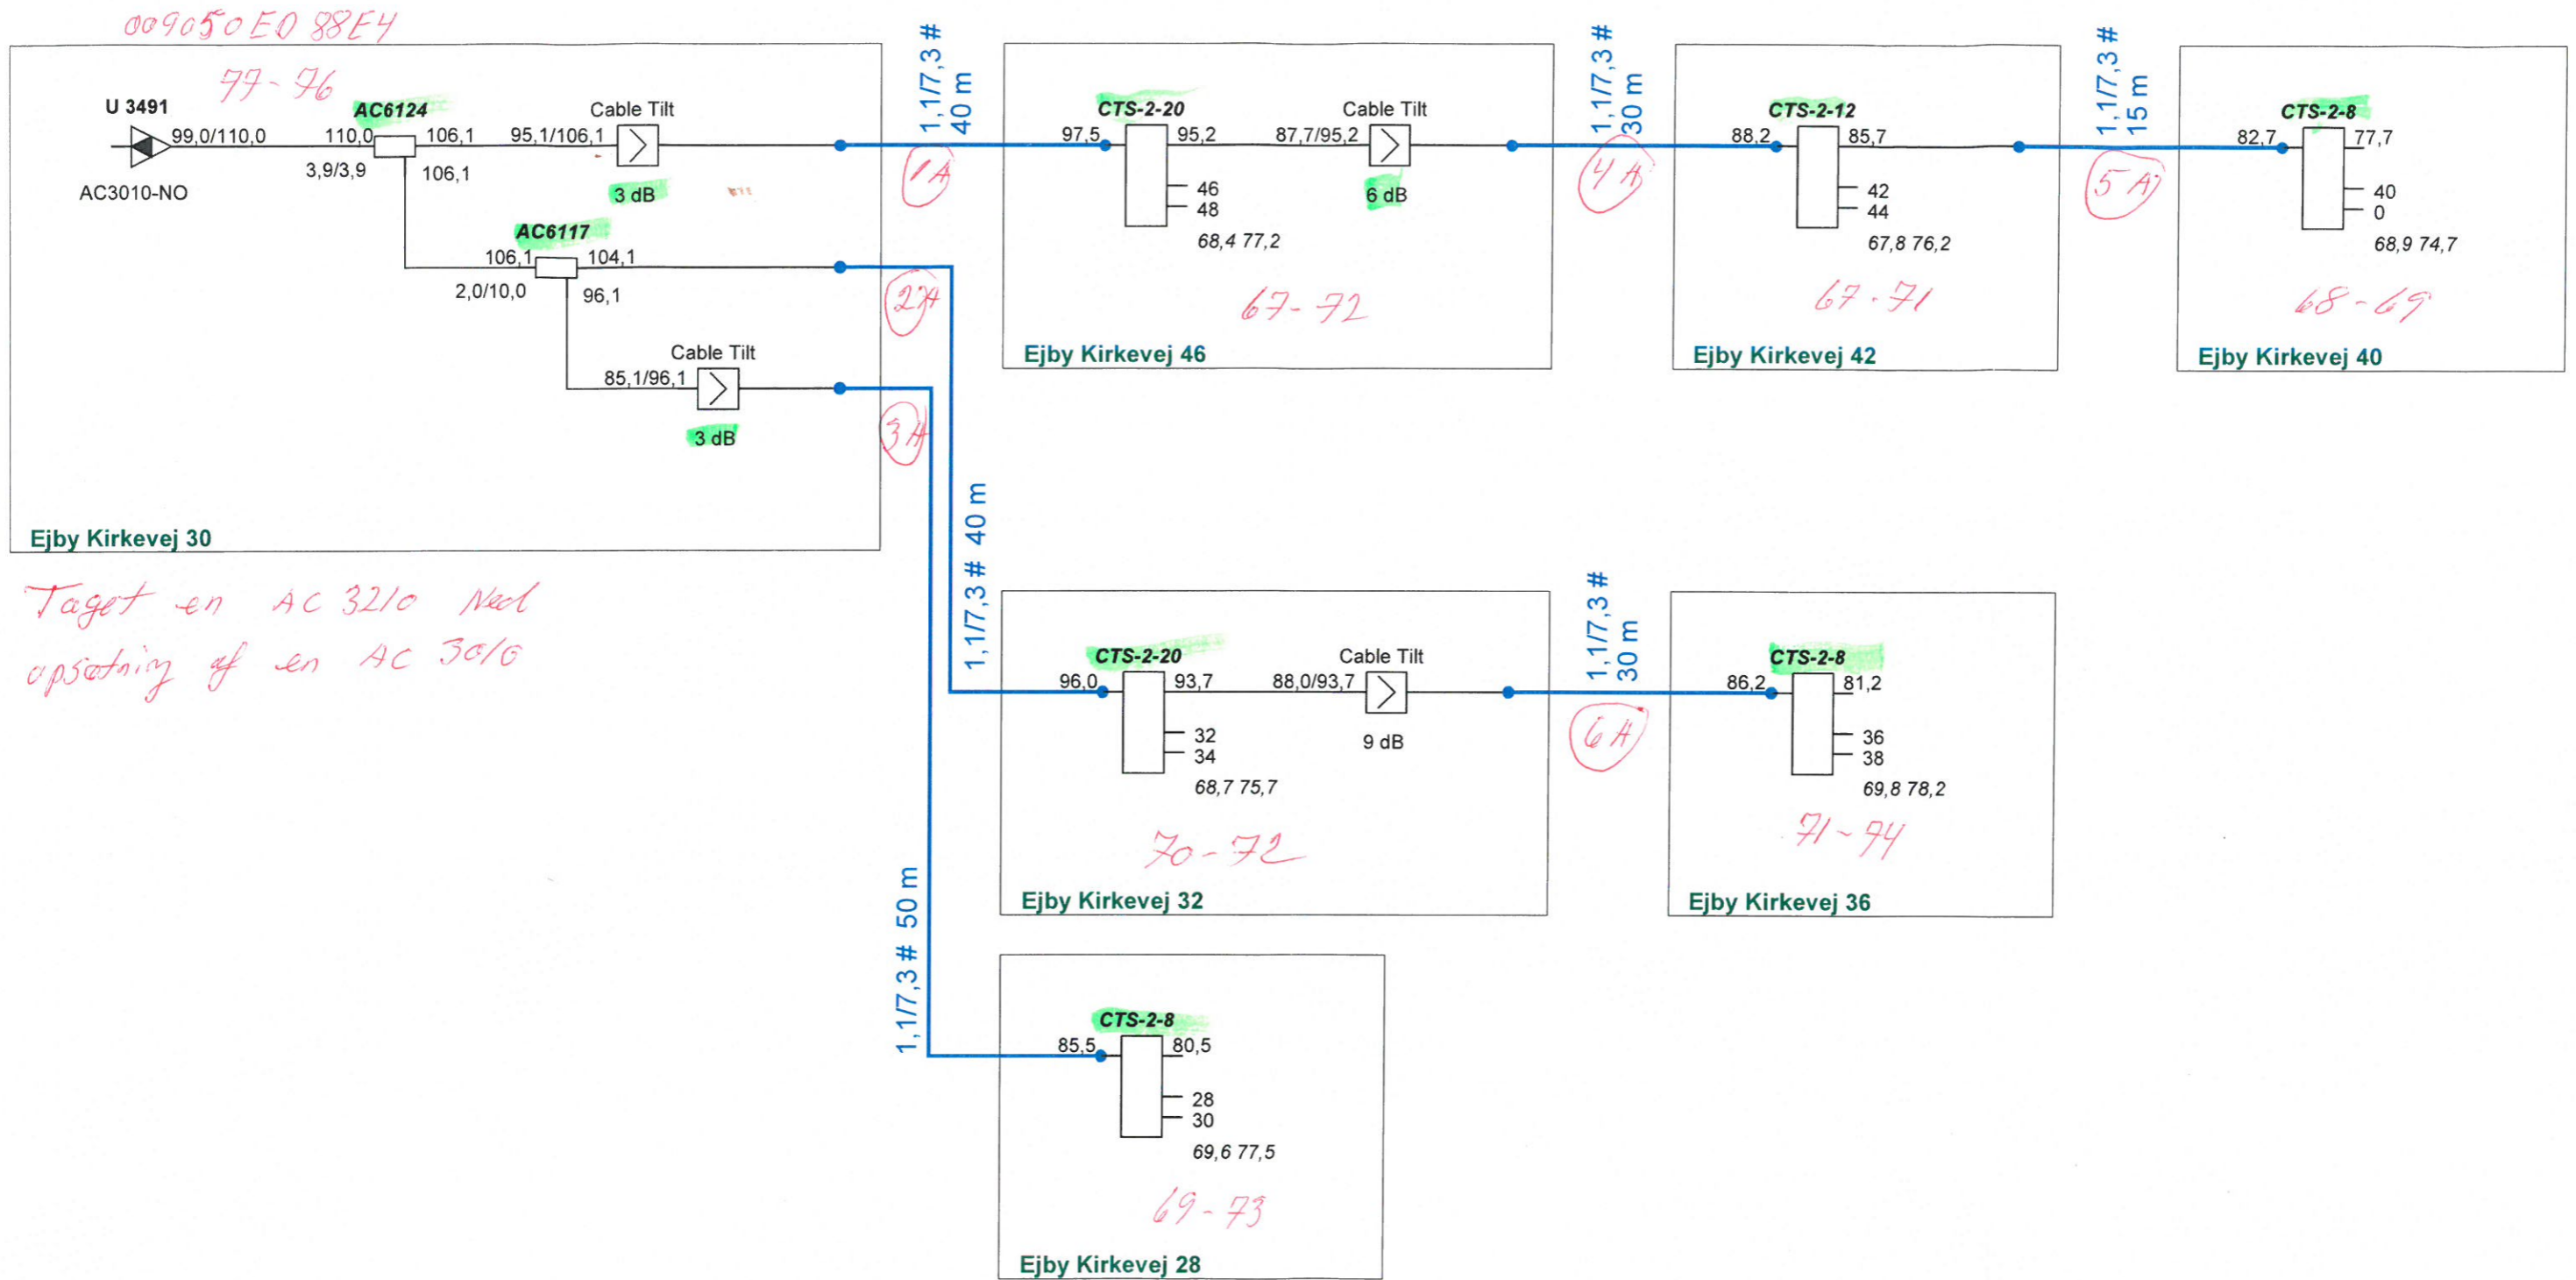 009050ED88E4
77-76
U 3491
99,0/110,0
AC3010-NO
AC6124
110,0
106,1
3,9/3,9
106,1
95,1/106,1
Cable Tilt
3 dB
AC6117
106,1
104,1
2,0/10,0
96,1
85,1/96,1
Cable Tilt
3 dB
Ejby Kirkevej 30
Taget en AC 3210 Ned
opsætning af en AC 3010
1,1/7,3 #
40 m
1A
2A
3A
97,5
CTS-2-20
95,2
46
48
68,4 77,2
87,7/95,2
Cable Tilt
6 dB
67-72
Ejby Kirkevej 46
1,1/7,3 #
30 m
4A
88,2
CTS-2-12
85,7
42
44
67,8 76,2
67-71
Ejby Kirkevej 42
1,1/7,3 #
15 m
5A
82,7
CTS-2-8
77,7
40
0
68,9 74,7
68-69
Ejby Kirkevej 40
1,1/7,3 # 40 m
96,0
CTS-2-20
93,7
32
34
68,7 75,7
88,0/93,7
Cable Tilt
9 dB
70-72
Ejby Kirkevej 32
1,1/7,3 #
30 m
6A
86,2
CTS-2-8
81,2
36
38
69,8 78,2
71-74
Ejby Kirkevej 36
1,1/7,3 # 50 m
85,5
CTS-2-8
80,5
28
30
69,6 77,5
69-73
Ejby Kirkevej 28